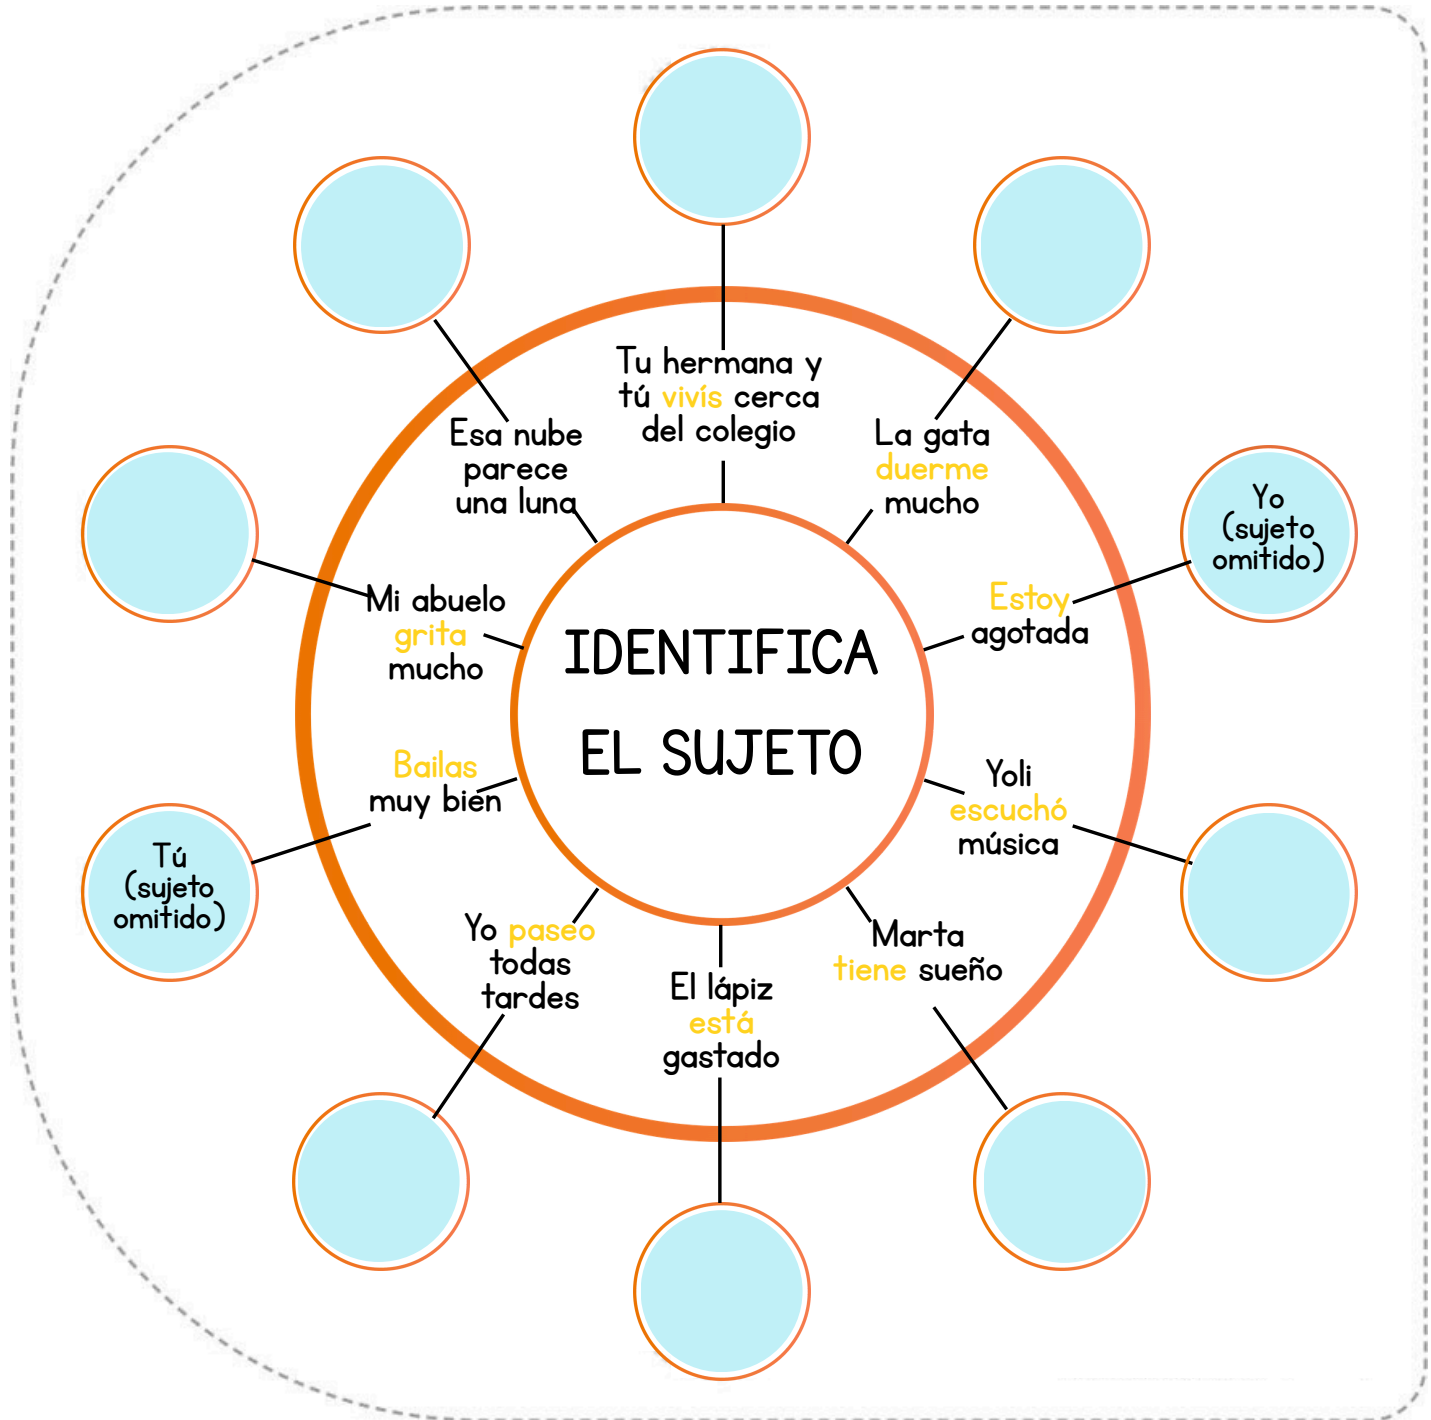 IDENTIFICA
EL SUJETO
Tu hermana y
tú vivís cerca
del colegio
La gata
duerme
mucho
Yo
(sujeto
omitido)
Estoy
agotada
Yoli
escuchó
música
Marta
tiene sueño
El lápiz
está
gastado
Yo paseo
todas
tardes
Tú
(sujeto
omitido)
Bailas
muy bien
Mi abuelo
grita
mucho
Esa nube
parece
una luna